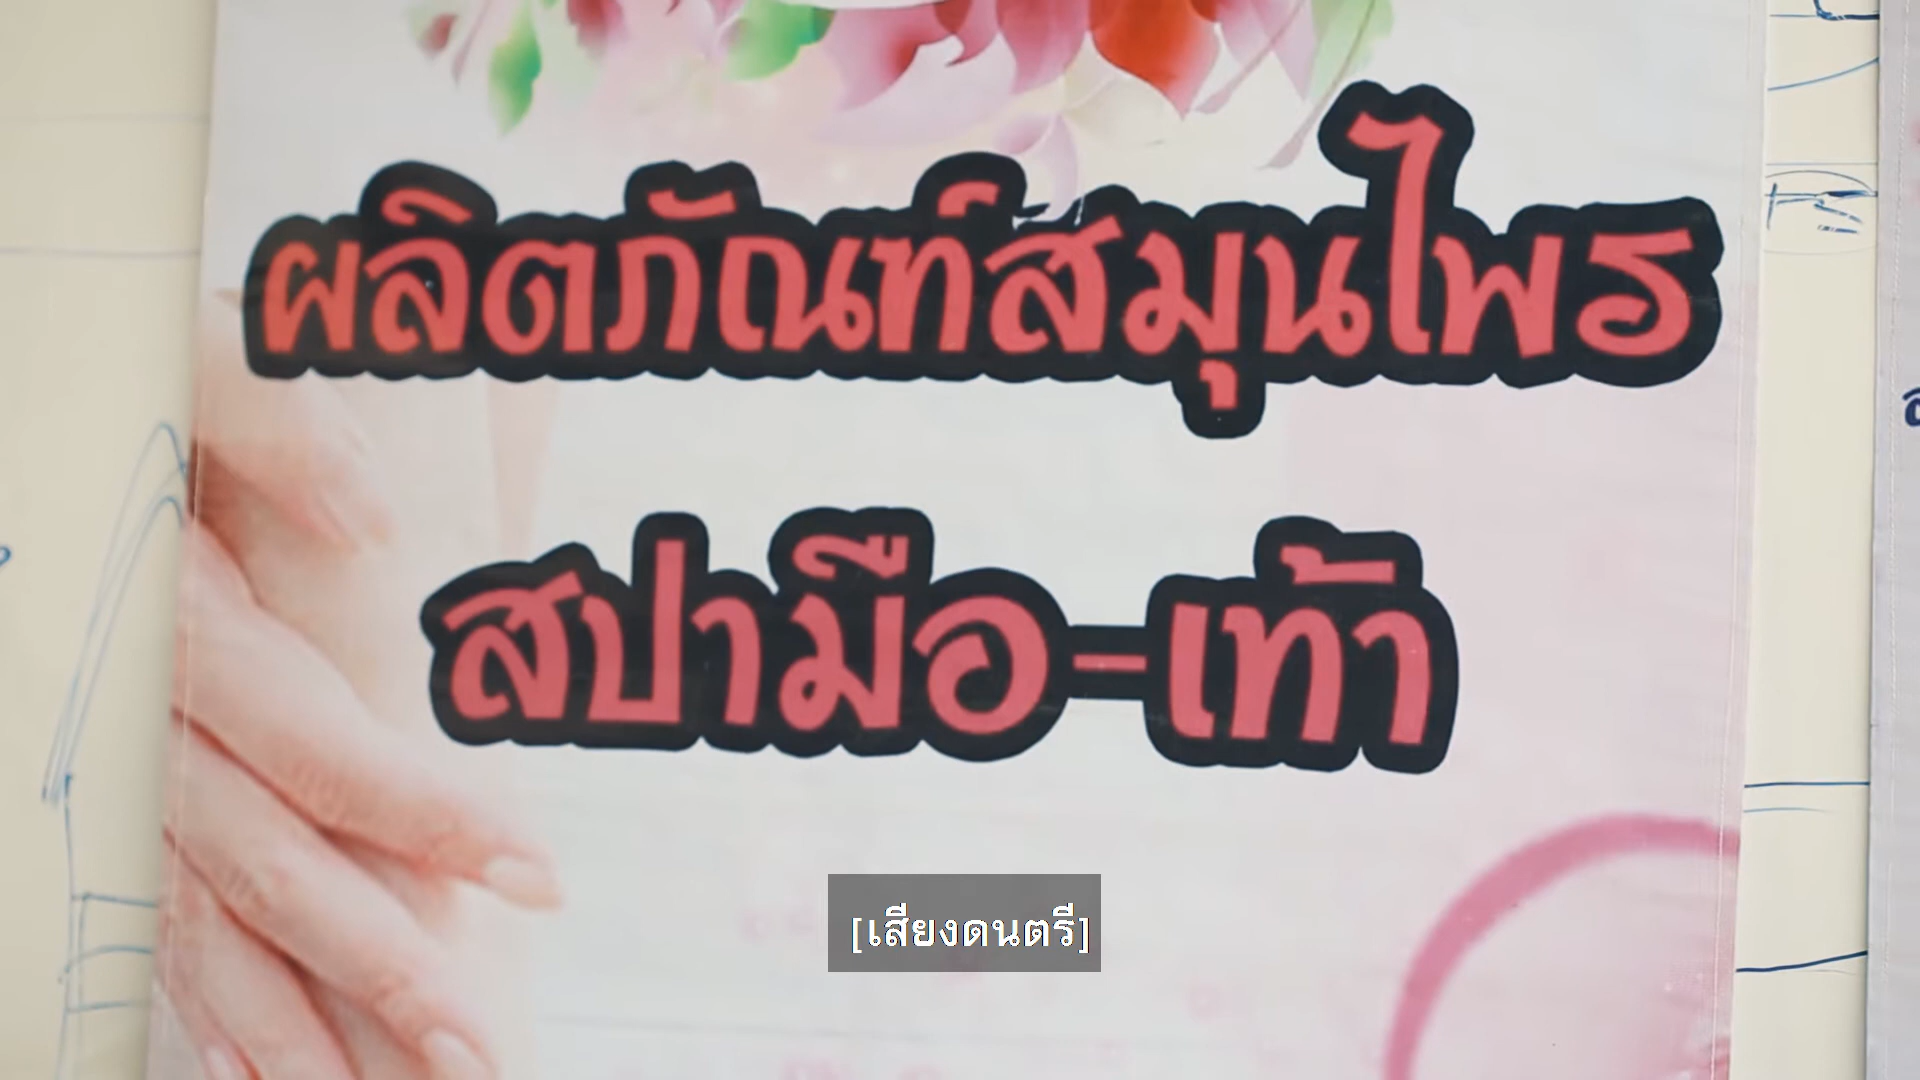 ผลิตภัณฑ์สมุนไพร
สปามือ-เท้า
[เสียงดนตรี]